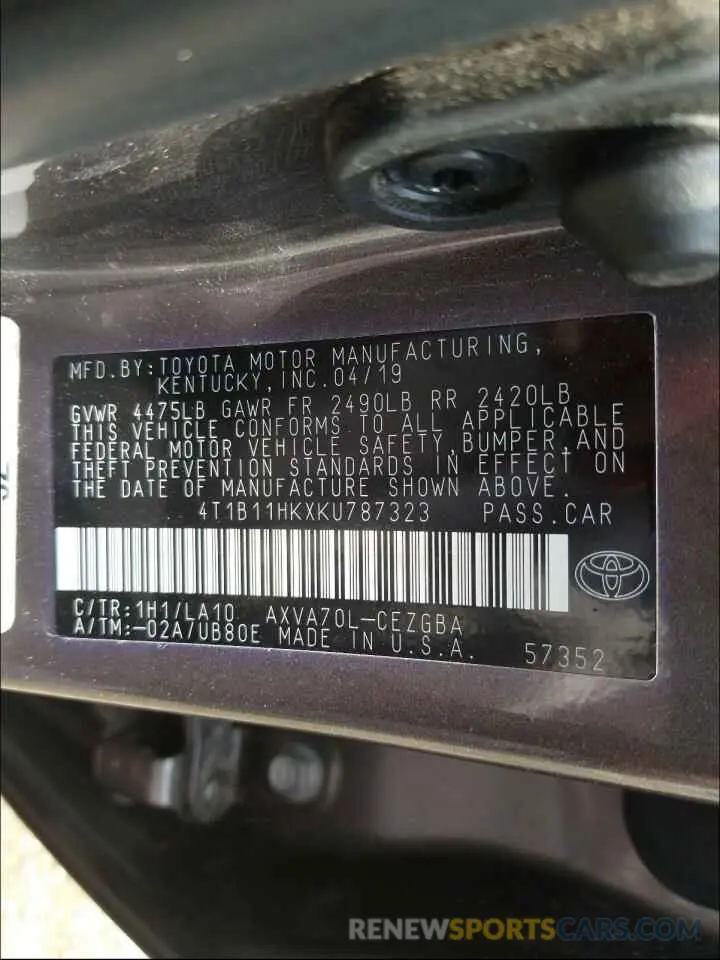 MFD.BY:TOYOTA MOTOR MANUFACTURING,
KENTUCKY,INC.04/19
GVWR 4475LB GAWR FR 2490LB RR 2420LB
THIS VEHICLE CONFORMS TO ALL APPLICABLE
FEDERAL MOTOR VEHICLE SAFETY,BUMPER,AND
THEFT PREVENTION STANDARDS IN EFFECT ON
THE DATE OF MANUFACTURE SHOWN ABOVE.
4T1B11HKXKU787323 PASS.CAR
C/TR:1H1/LA10 AXVA70L-CEZGBA
A/TM:-02A/UB80E MADE IN U.S.A. 57352
RENEWSPORTSCARS.COM